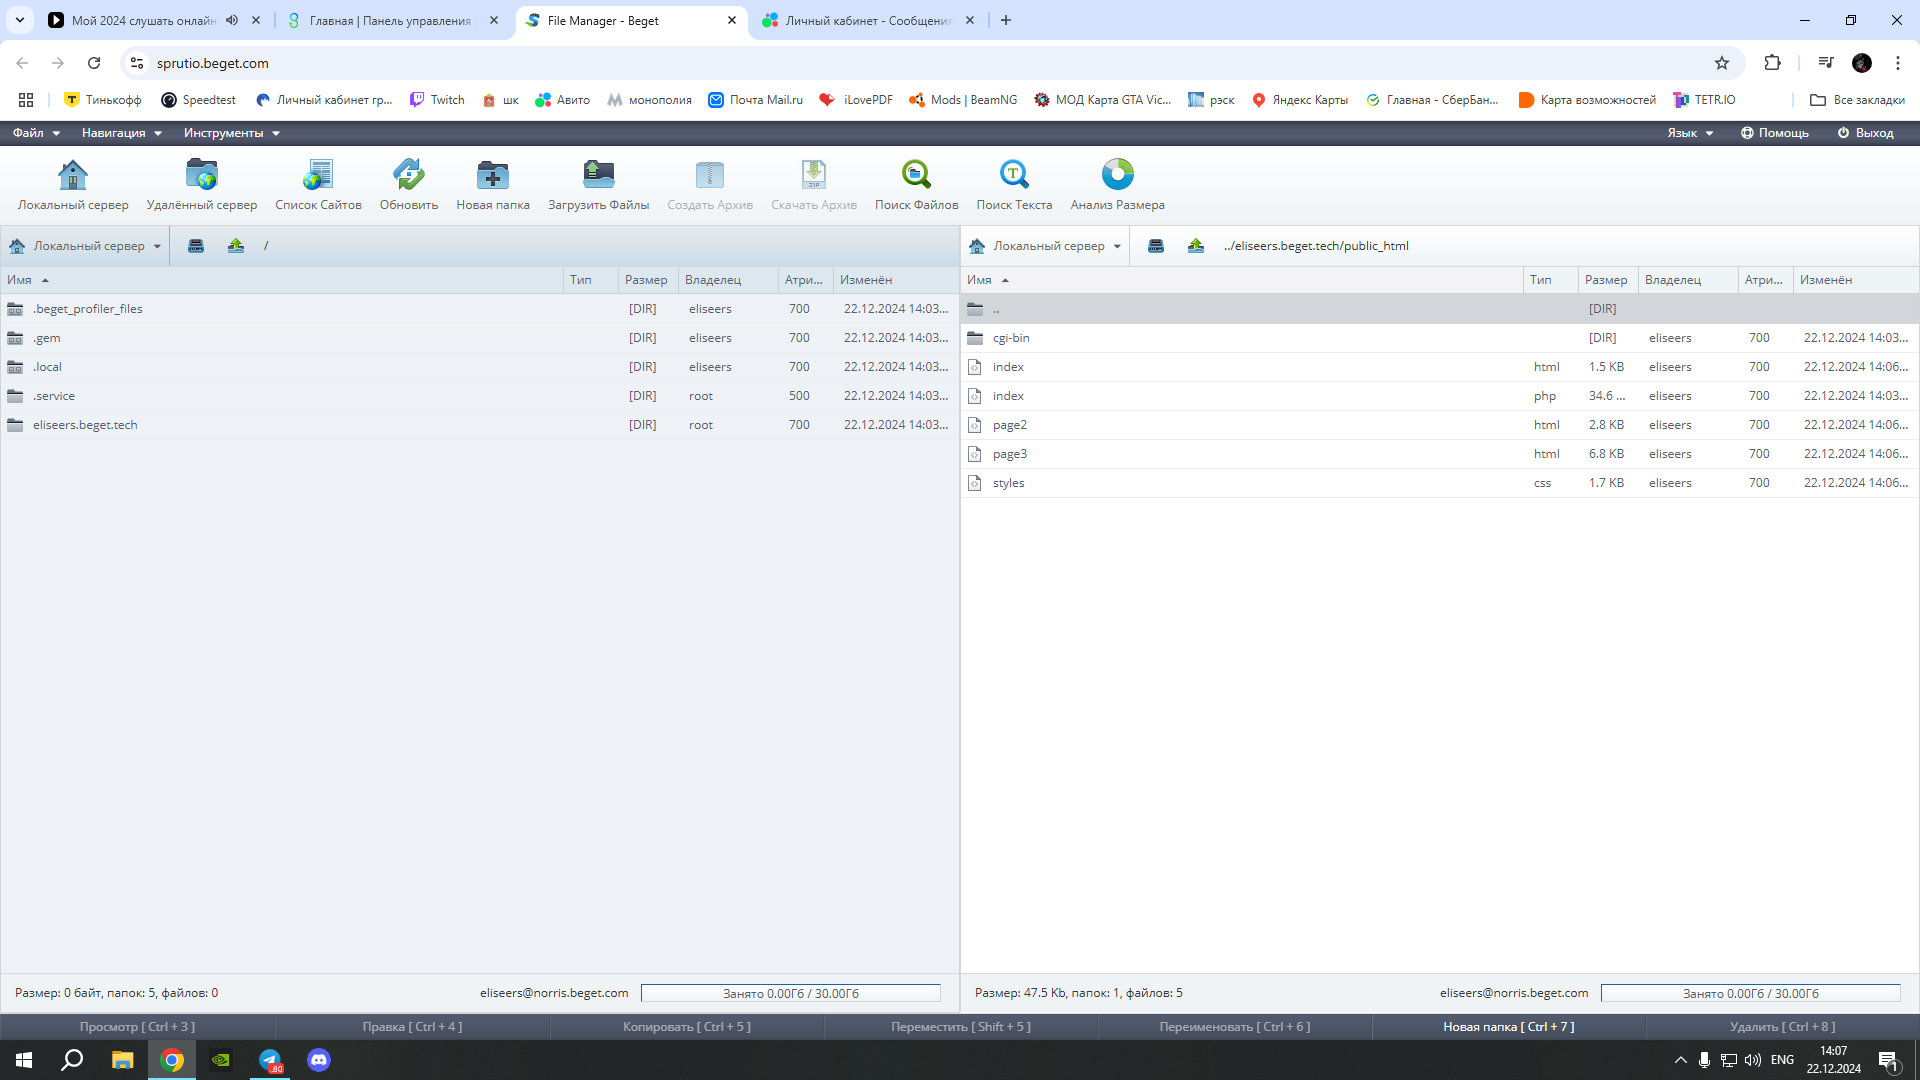 Мой 2024 слушать онлайн
Главная | Панель управления
File Manager - Beget
Личный кабинет - Сообщения
sprutio.beget.com
Тинькофф
Speedtest
Личный кабинет гр...
Twitch
шк
Авито
монополия
Почта Mail.ru
iLovePDF
Mods | BeamNG
МОД Карта GTA Vic...
рэск
Яндекс Карты
Главная - СберБан...
Карта возможностей
TETR.IO
Все закладки
Файл
Навигация
Инструменты
Язык
Помощь
Выход
Локальный сервер
Удалённый сервер
Список Сайтов
Обновить
Новая папка
Загрузить Файлы
Создать Архив
Скачать Архив
ZIP
Поиск Файлов
Поиск Текста
Анализ Размера
Локальный сервер /
Имя Тип Размер Владелец Атри... Изменён
.beget_profiler_files [DIR] eliseers 700 22.12.2024 14:03...
.gem [DIR] eliseers 700 22.12.2024 14:03...
.local [DIR] eliseers 700 22.12.2024 14:03...
.service [DIR] root 500 22.12.2024 14:03...
eliseers.beget.tech [DIR] root 700 22.12.2024 14:03...
Размер: 0 байт, папок: 5, файлов: 0
eliseers@norris.beget.com
Занято 0.00Гб / 30.00Гб
Локальный сервер ../eliseers.beget.tech/public_html
Имя Тип Размер Владелец Атри... Изменён
.. [DIR]
cgi-bin [DIR] eliseers 700 22.12.2024 14:03...
index html 1.5 KB eliseers 700 22.12.2024 14:06...
index php 34.6 ... eliseers 700 22.12.2024 14:03...
page2 html 2.8 KB eliseers 700 22.12.2024 14:06...
page3 html 6.8 KB eliseers 700 22.12.2024 14:06...
styles css 1.7 KB eliseers 700 22.12.2024 14:06...
Размер: 47.5 Kb, папок: 1, файлов: 5
eliseers@norris.beget.com
Занято 0.00Гб / 30.00Гб
Просмотр [ Ctrl + 3 ]
Правка [ Ctrl + 4 ]
Копировать [ Ctrl + 5 ]
Переместить [ Shift + 5 ]
Переименовать [ Ctrl + 6 ]
Новая папка [ Ctrl + 7 ]
Удалить [ Ctrl + 8 ]
80
ENG
14:07
22.12.2024
1